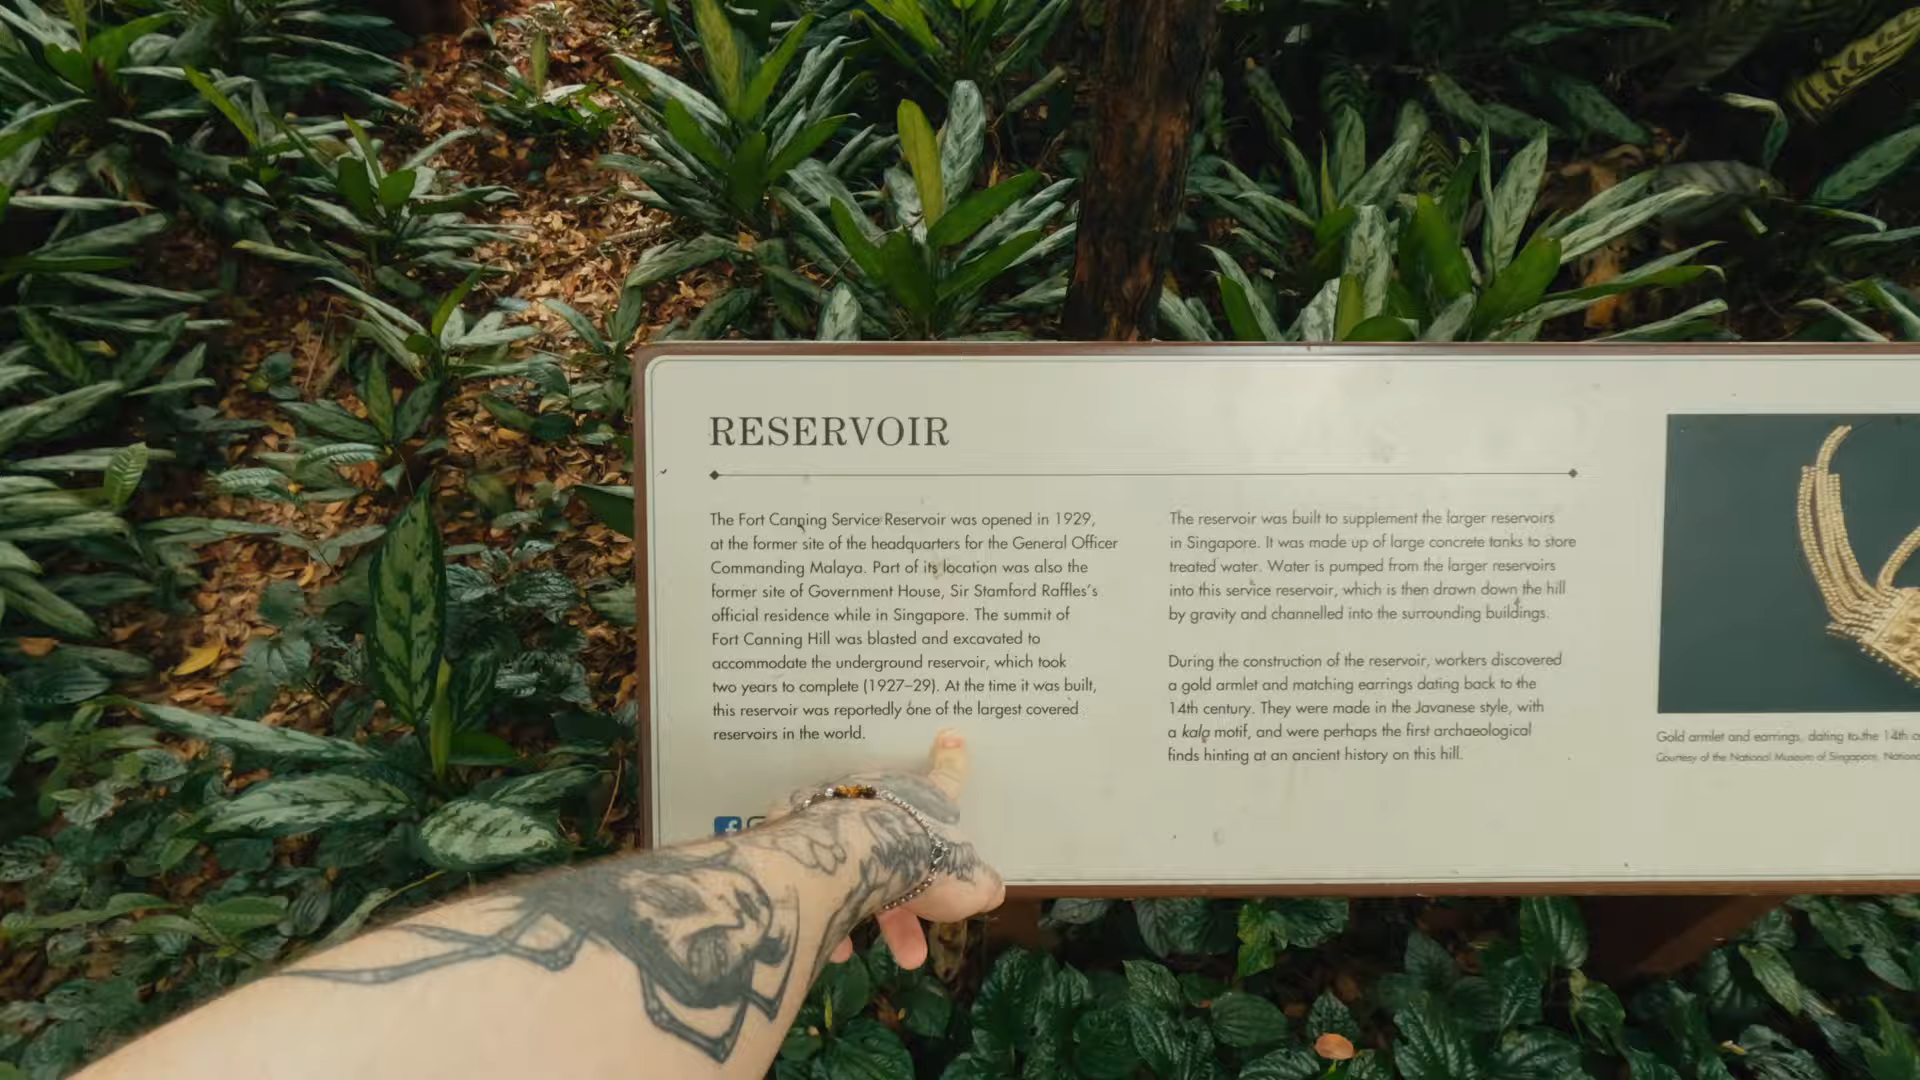 RESERVOIR
The Fort Canning Service Reservoir was opened in 1929,
at the former site of the headquarters for the General Officer
Commanding Malaya. Part of its location was also the
former site of Government House, Sir Stamford Raffles's
official residence while in Singapore. The summit of
Fort Canning Hill was blasted and excavated to
accommodate the underground reservoir, which took
two years to complete (1927–29). At the time it was built,
this reservoir was reportedly one of the largest covered
reservoirs in the world.
The reservoir was built to supplement the larger reservoirs
in Singapore. It was made up of large concrete tanks to store
treated water. Water is pumped from the larger reservoirs
into this service reservoir, which is then drawn down the hill
by gravity and channelled into the surrounding buildings.
During the construction of the reservoir, workers discovered
a gold armlet and matching earrings dating back to the
14th century. They were made in the Javanese style, with
a kala motif, and were perhaps the first archaeological
finds hinting at an ancient history on this hill.
Gold armlet and earrings, dating to the 14th
Courtesy of the National Museum of Singapore,